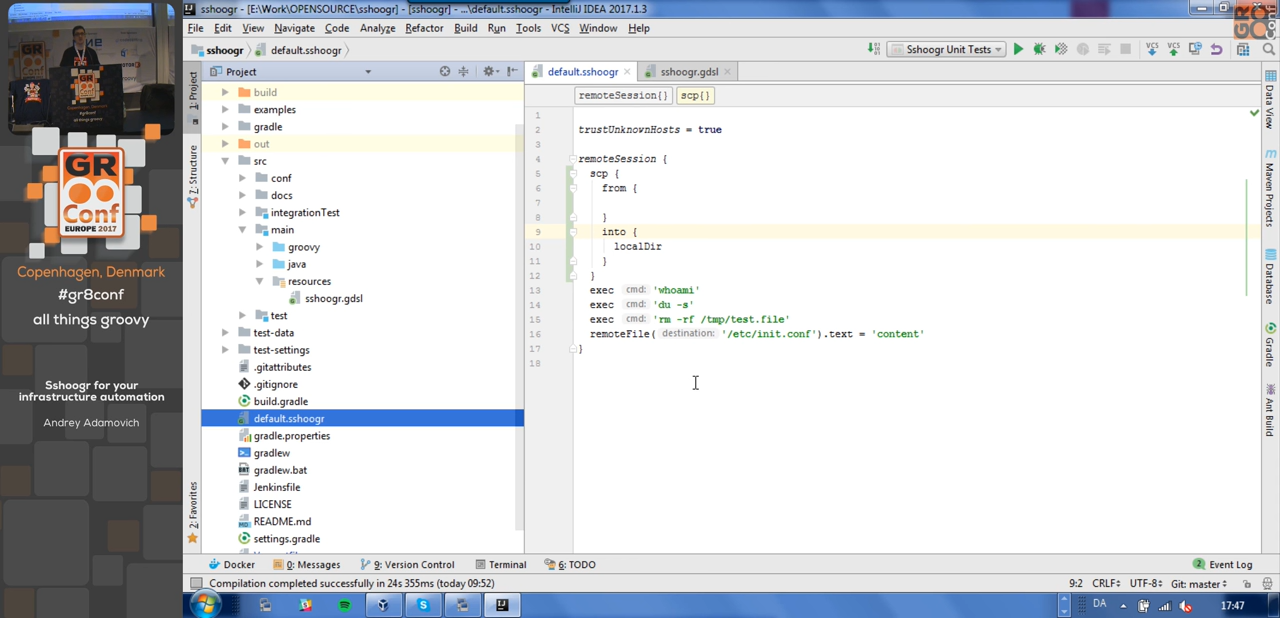 sshoogr - [E:\Work\OPENSOURCE\sshoogr] - [sshoogr] - ...\default.sshoogr - IntelliJ IDEA 2017.1.3
File Edit View Navigate Code Analyze Refactor Build Run Tools VCS Window Help
sshoogr default.sshoogr
Sshoogr Unit Tests
VCS VCS
Project
default.sshoogr sshoogr.gdsl
remoteSession{} scp{}
build
examples
gradle
out
src
conf
docs
integrationTest
main
groovy
java
resources
sshoogr.gdsl
test
test-data
test-settings
.gitattributes
.gitignore
build.gradle
default.sshoogr
gradle.properties
gradlew
gradlew.bat
Jenkinsfile
LICENSE
README.md
settings.gradle
1
2 trustUnknownHosts = true
3
4 remoteSession {
5 scp {
6 from {
7
8 }
9 into {
10 localDir
11 }
12 }
13 exec cmd: 'whoami'
14 exec cmd: 'du -s'
15 exec cmd: 'rm -rf /tmp/test.file'
16 remoteFile( destination: '/etc/init.conf').text = 'content'
17 }
18
1: Project
7: Structure
2: Favorites
Data View
Maven Projects
Database
Gradle
Ant Build
Docker 0: Messages 9: Version Control Terminal 6: TODO
2 Event Log
Compilation completed successfully in 24s 355ms (today 09:52)
9:2 CRLF UTF-8 Git: master
DA 17:47
GR
Conf
EUROPE 2017
Copenhagen, Denmark
#gr8conf
all things groovy
Sshoogr for your
infrastructure automation
Andrey Adamovich